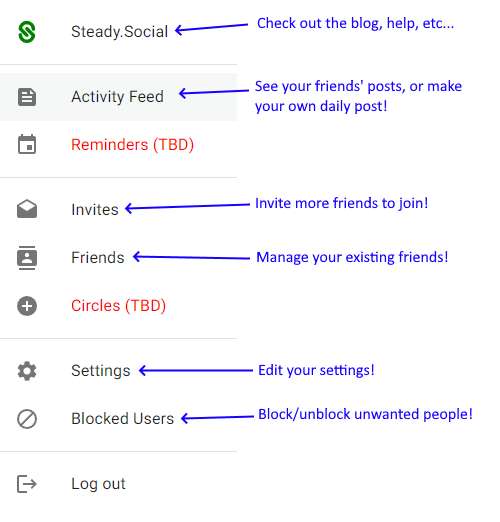 Steady.Social
Check out the blog, help, etc...
Activity Feed
See your friends' posts, or make
your own daily post!
Reminders (TBD)
Invites
Invite more friends to join!
Friends
Manage your existing friends!
Circles (TBD)
Settings
Edit your settings!
Blocked Users
Block/unblock unwanted people!
Log out